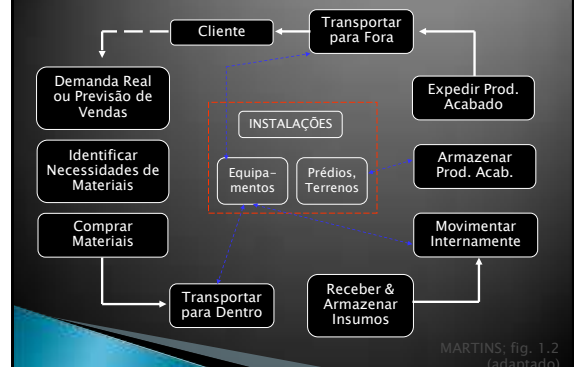 Cliente
Transportar
para Fora
Demanda Real
ou Previsão de
Vendas
Expedir Prod.
Acabado
INSTALAÇÕES
Identificar
Necessidades de
Materiais
Equipa-
mentos
Prédios,
Terrenos
Armazenar
Prod. Acab.
Comprar
Materiais
Movimentar
Internamente
Transportar
para Dentro
Receber &
Armazenar
Insumos
MARTINS; fig. 1.2
(adaptado)